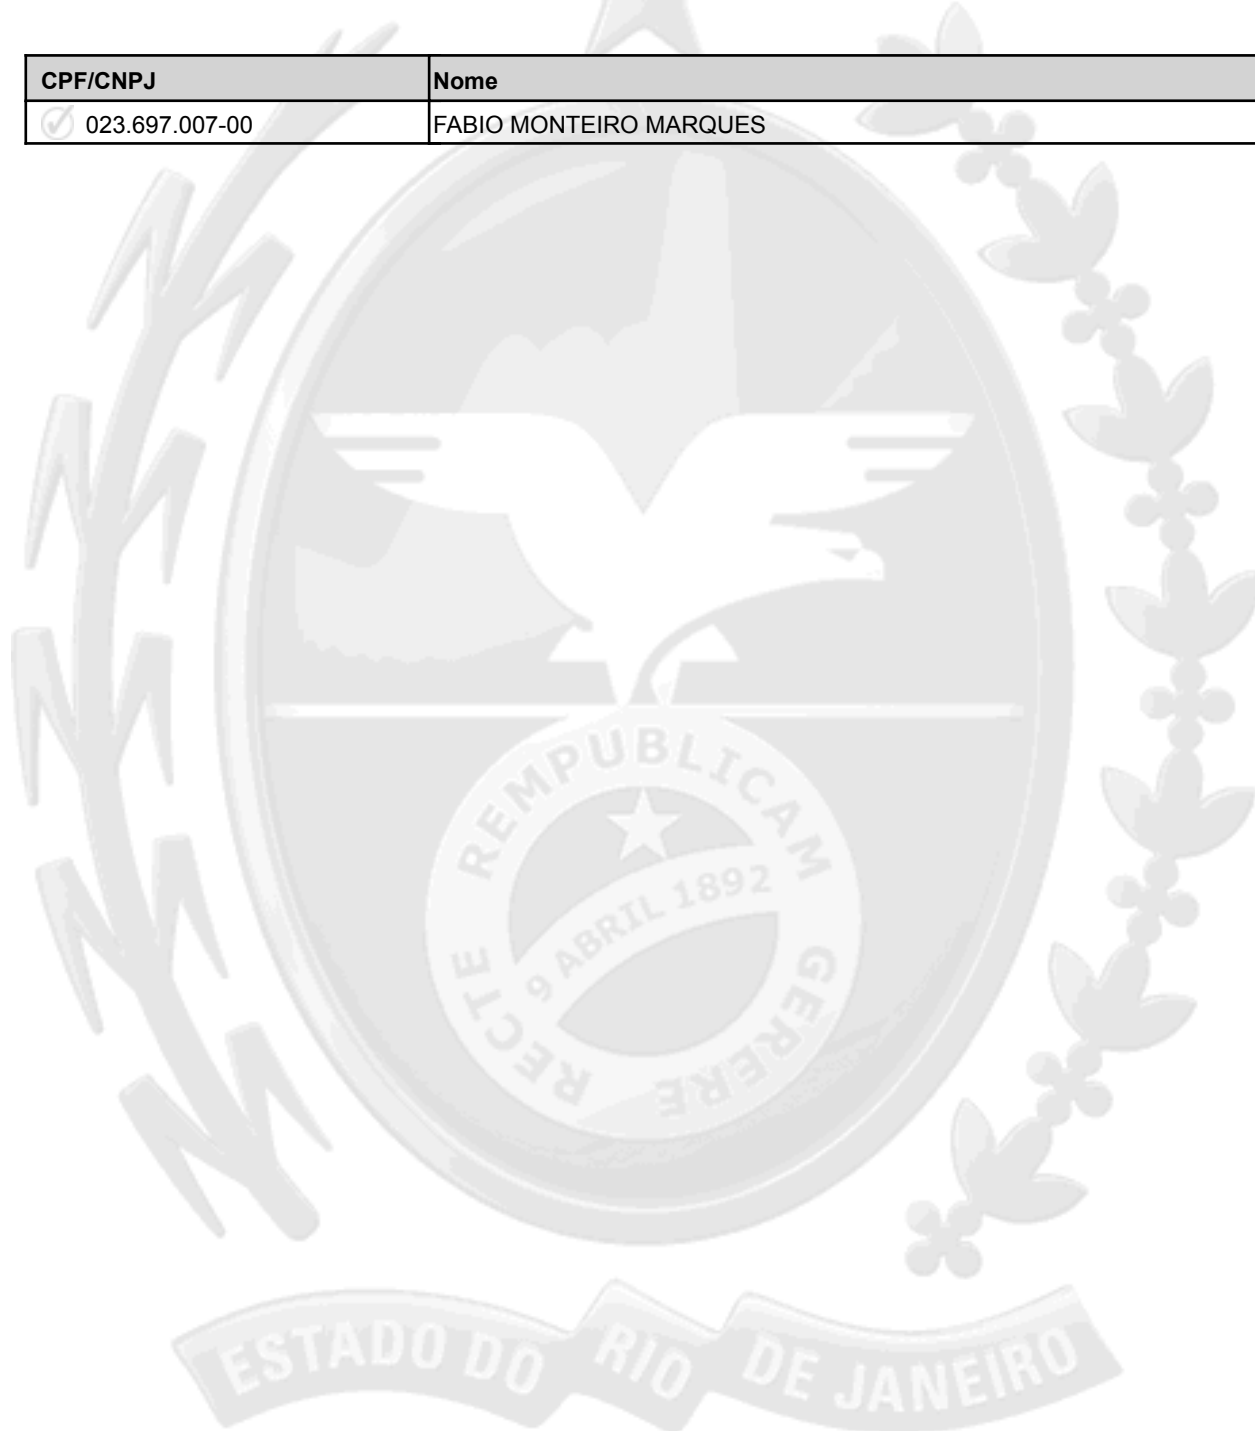 CPF/CNPJ Nome
023.697.007-00 FABIO MONTEIRO MARQUES
RECTE REMPUBLICAM GERERE
9 ABRIL 1892
ESTADO DO RIO DE JANEIRO